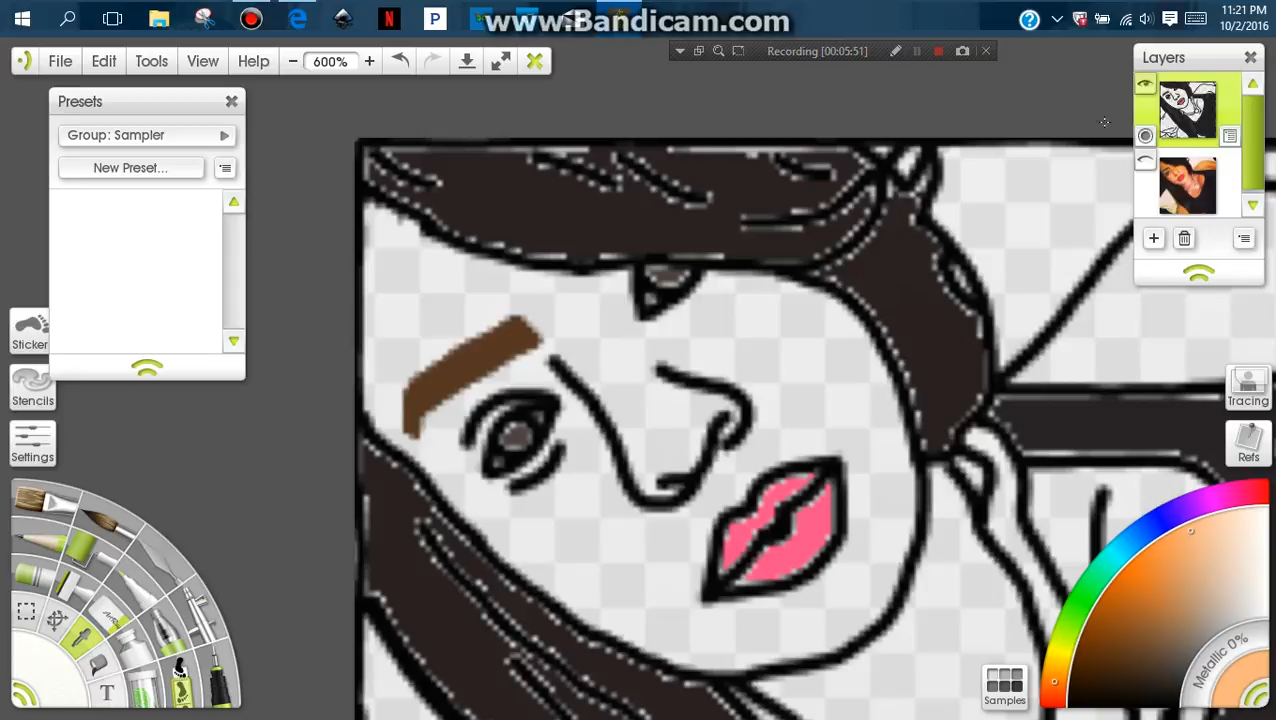 www.Bandicam.com
11:21 PM
10/2/2016
File Edit Tools View Help 600%
Recording [00:05:51]
Layers
Presets
Group: Sampler
New Preset...
Sticker
Stencils
Settings
Tracing
Refs
T
Metallic 0%
Samples